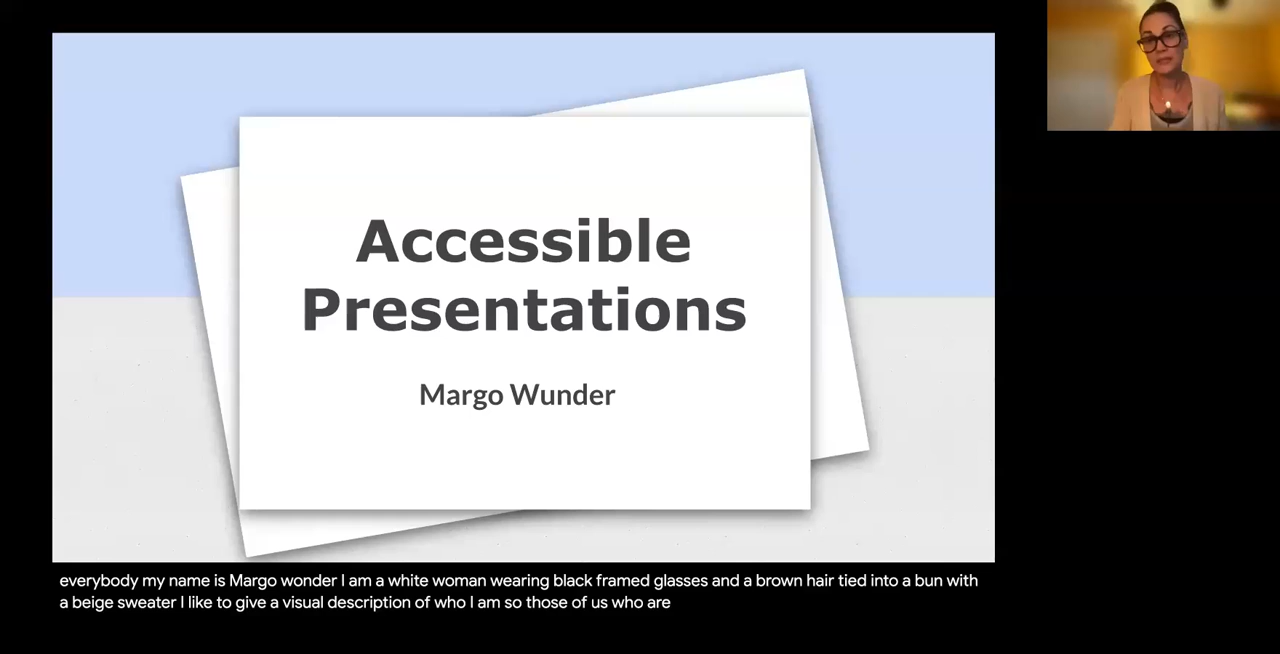 Accessible
Presentations
Margo Wunder
everybody my name is Margo wonder I am a white woman wearing black framed glasses and a brown hair tied into a bun with
a beige sweater I like to give a visual description of who I am so those of us who are